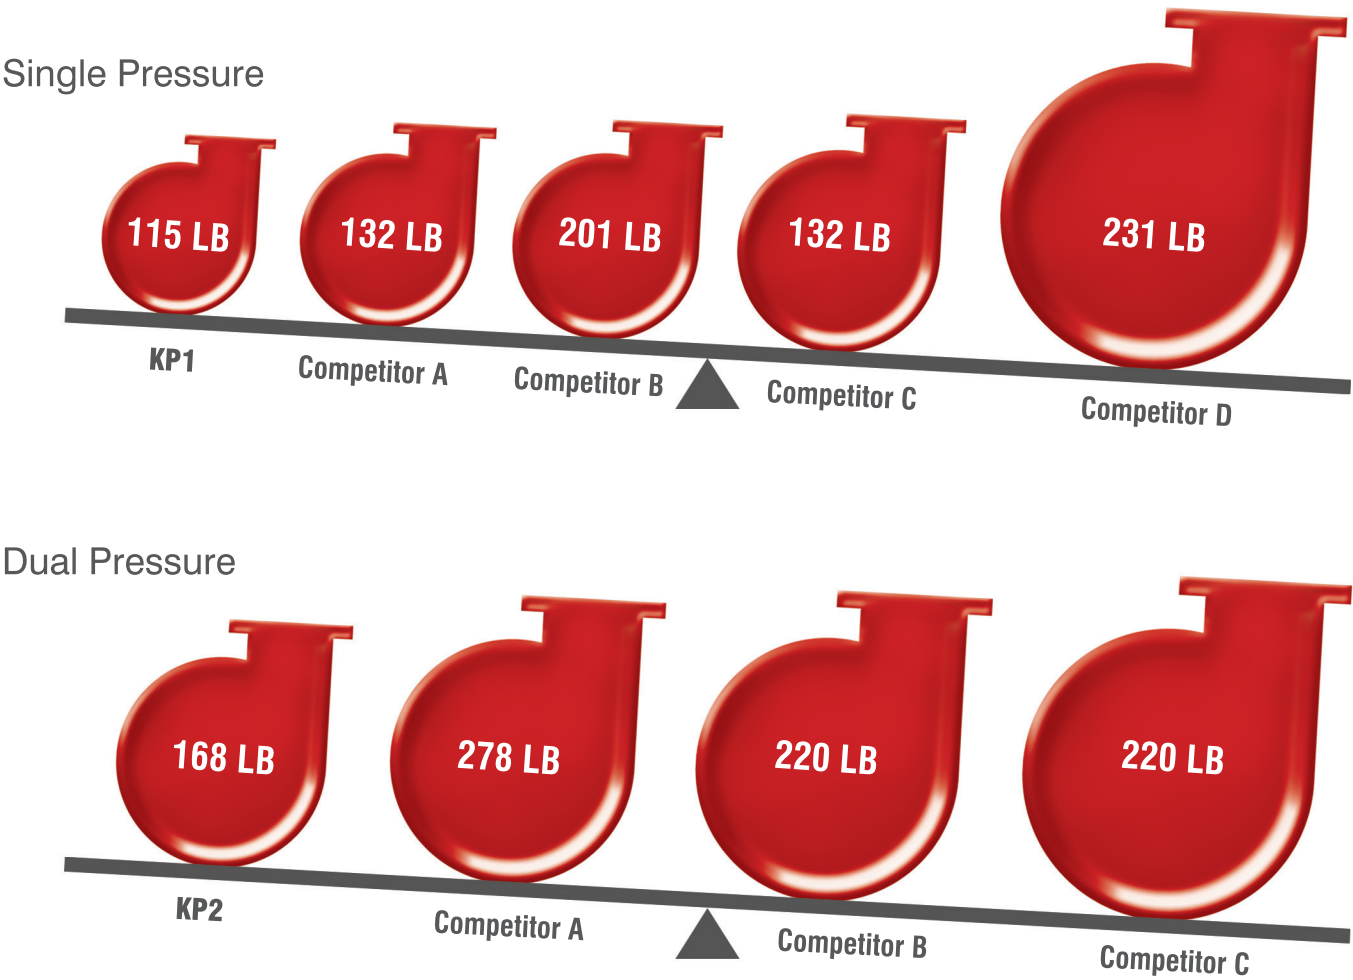 Single Pressure
115 LB
132 LB
201 LB
132 LB
231 LB
KP1
Competitor A
Competitor B
Competitor C
Competitor D
Dual Pressure
168 LB
278 LB
220 LB
220 LB
KP2
Competitor A
Competitor B
Competitor C